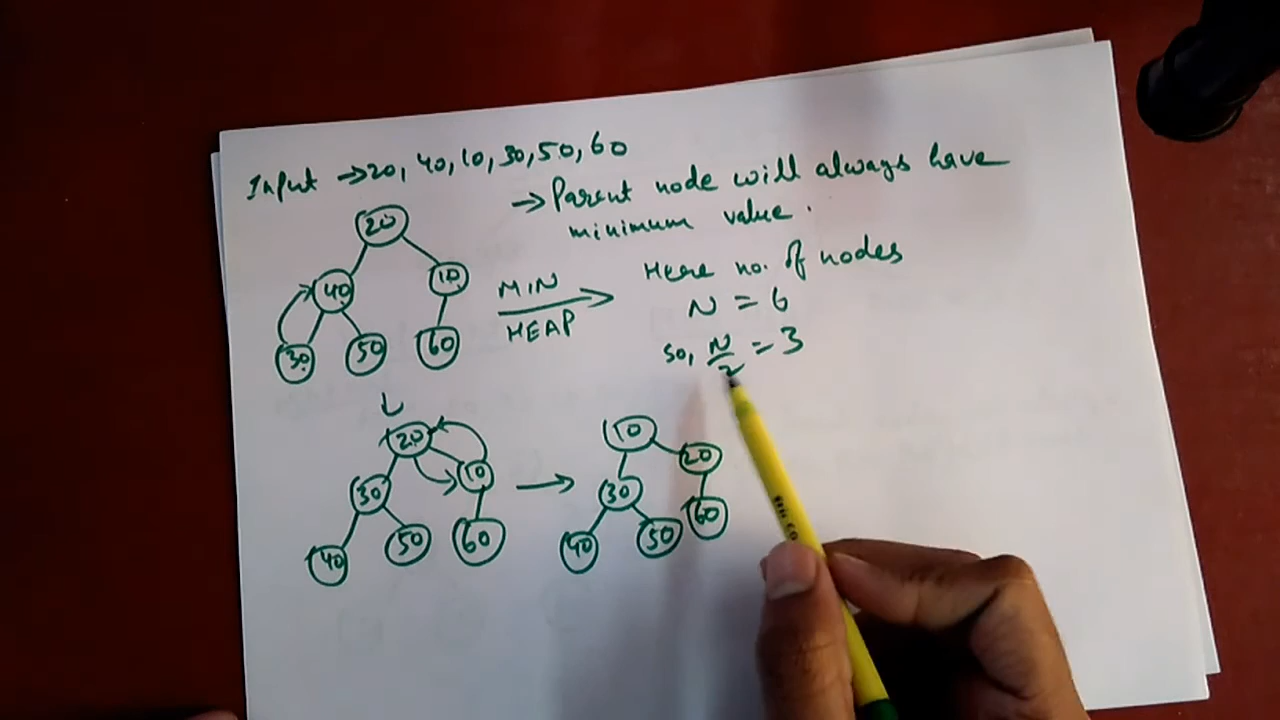 Input → 20, 40, 10, 30, 50, 60
→ Parent node will always have
minimum value.
20
40
10
30
50
60
MIN
HEAP
Here no. of nodes
N = 6
so, N/2 = 3
20
30
10
40
50
60
10
20
30
60
40
50